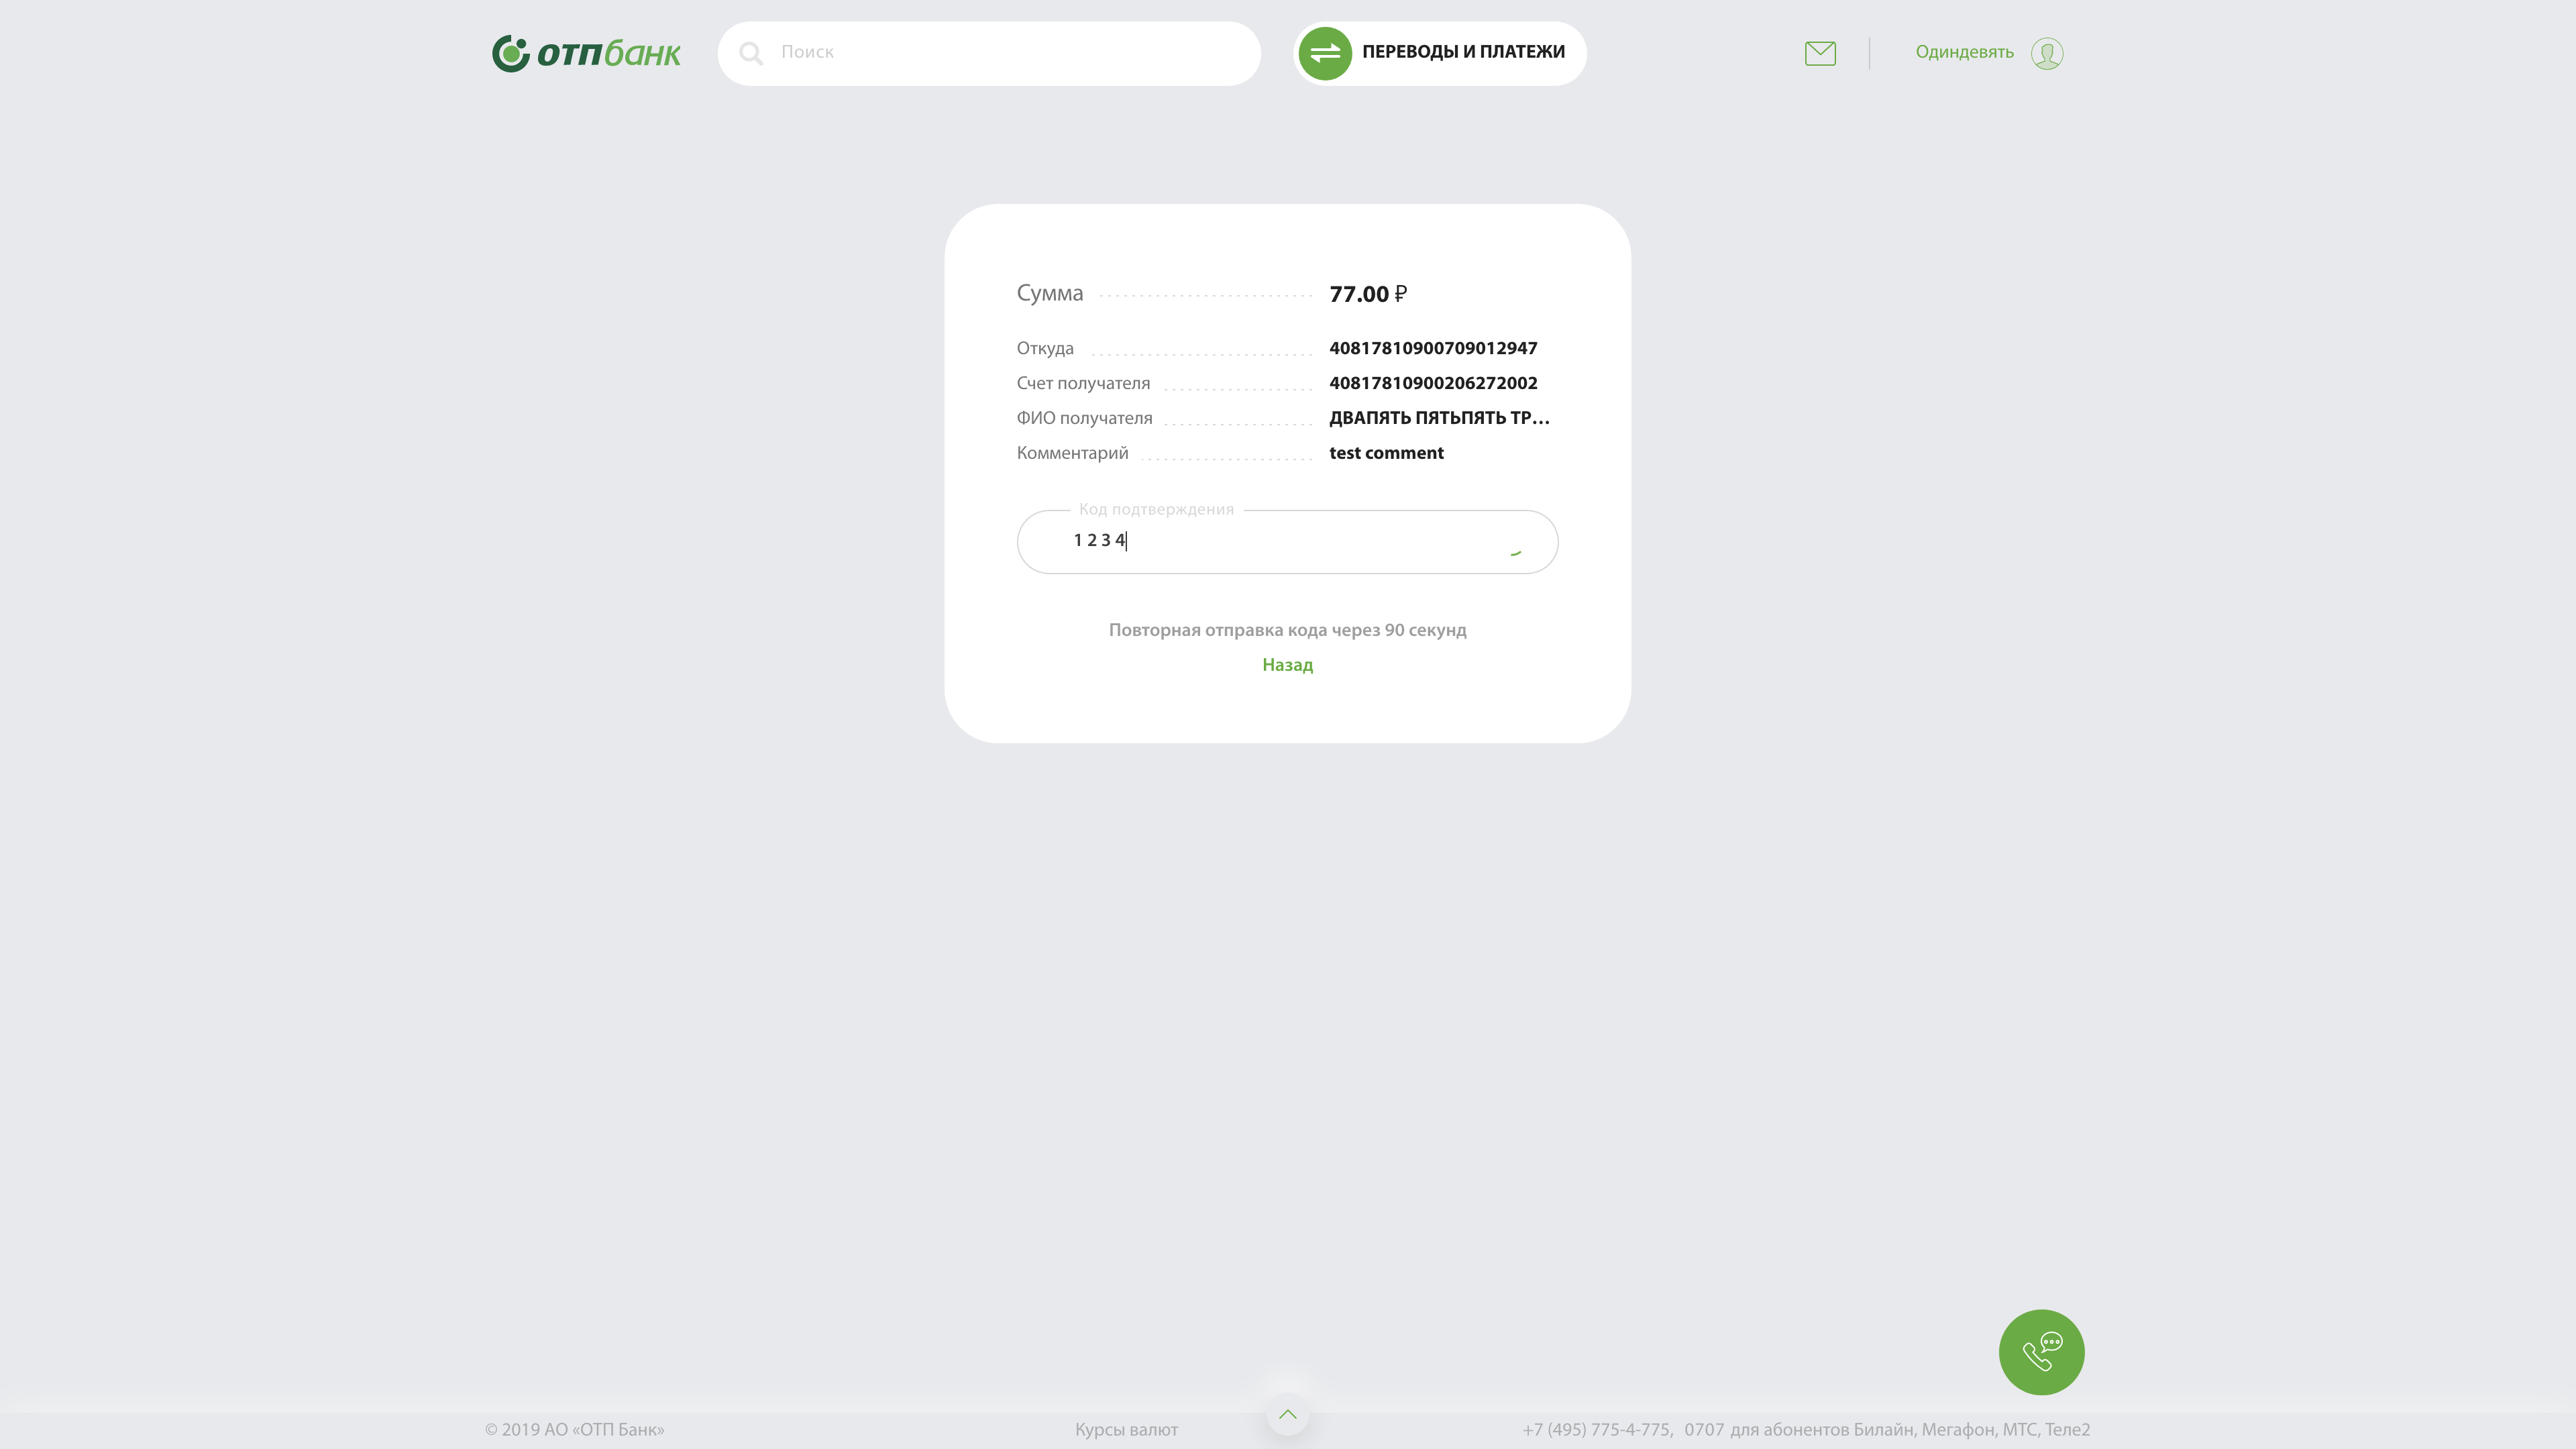 отпбанк
Поиск
ПЕРЕВОДЫ И ПЛАТЕЖИ
Одиндевять
Сумма 77.00 ₽
Откуда 40817810900709012947
Счет получателя 40817810900206272002
ФИО получателя ДВАПЯТЬ ПЯТЬПЯТЬ ТР...
Комментарий test comment
Код подтверждения
1 2 3 4
Повторная отправка кода через 90 секунд
Назад
© 2019 АО «ОТП Банк» Курсы валют +7 (495) 775-4-775, 0707 для абонентов Билайн, Мегафон, МТС, Теле2